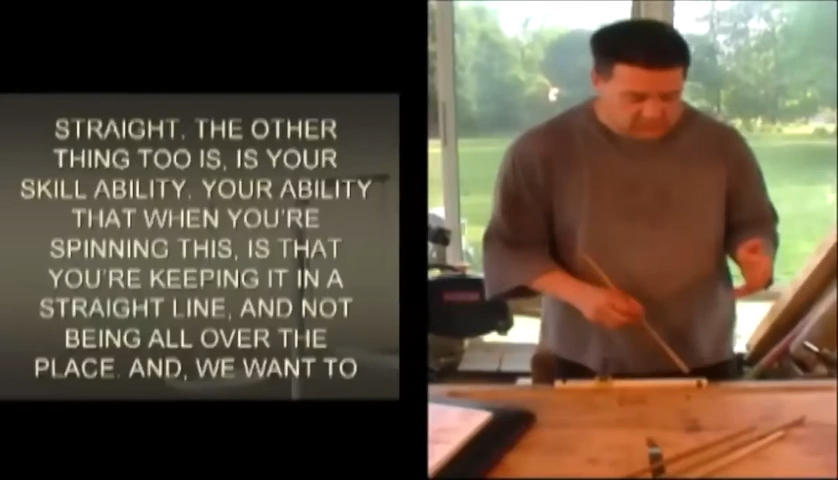 STRAIGHT. THE OTHER
THING TOO IS, IS YOUR
SKILL ABILITY. YOUR ABILITY
THAT WHEN YOU'RE
SPINNING THIS, IS THAT
YOU'RE KEEPING IT IN A
STRAIGHT LINE, AND NOT
BEING ALL OVER THE
PLACE. AND, WE WANT TO